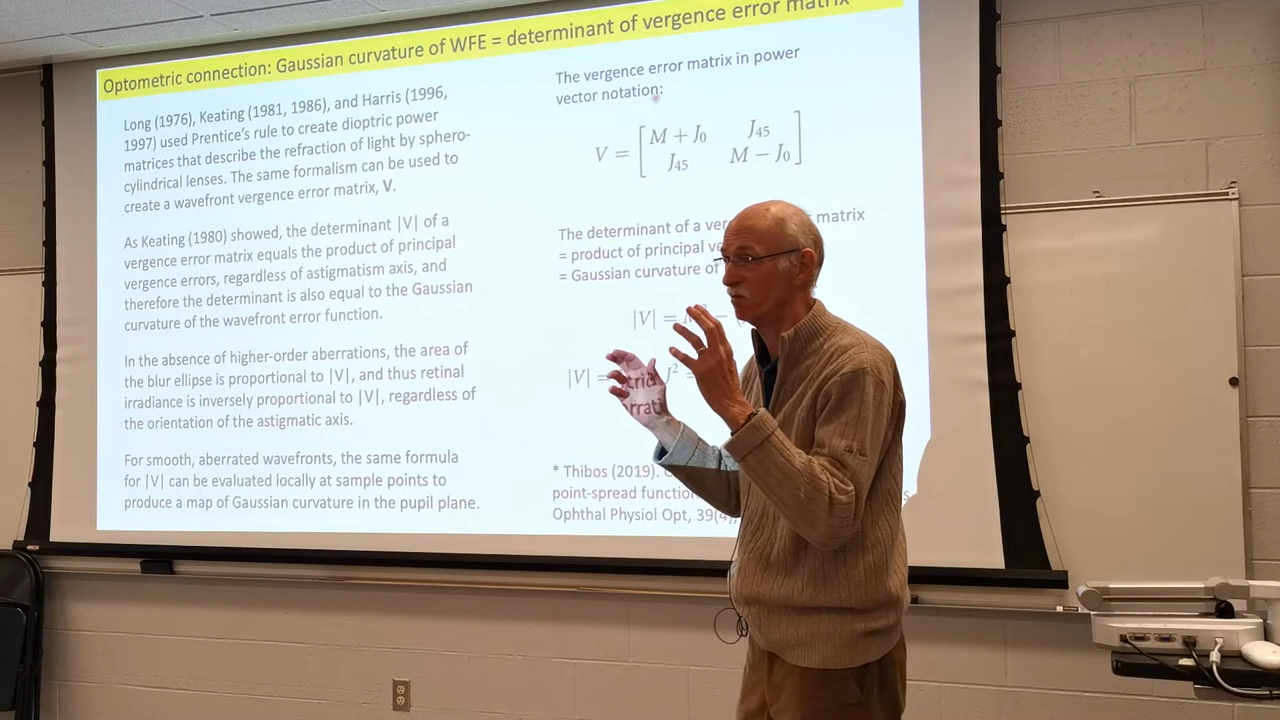 Optometric connection: Gaussian curvature of WFE = determinant of vergence error matrix
Long (1976), Keating (1981, 1986), and Harris (1996,
1997) used Prentice's rule to create dioptric power
matrices that describe the refraction of light by sphero-
cylindrical lenses. The same formalism can be used to
create a wavefront vergence error matrix, V.
As Keating (1980) showed, the determinant |V| of a
vergence error matrix equals the product of principal
vergence errors, regardless of astigmatism axis, and
therefore the determinant is also equal to the Gaussian
curvature of the wavefront error function.
In the absence of higher-order aberrations, the area of
the blur ellipse is proportional to |V|, and thus retinal
irradiance is inversely proportional to |V|, regardless of
the orientation of the astigmatic axis.
For smooth, aberrated wavefronts, the same formula
for |V| can be evaluated locally at sample points to
produce a map of Gaussian curvature in the pupil plane.
The vergence error matrix in power
vector notation:
V = [ M + J₀ J₄₅
J₄₅ M − J₀ ]
The determinant of a matrix
= product of principal
= Gaussian curvature of
|V| =
|V| = J²
* Thibos (2019).
point-spread function
Ophthal Physiol Opt, 39(4),